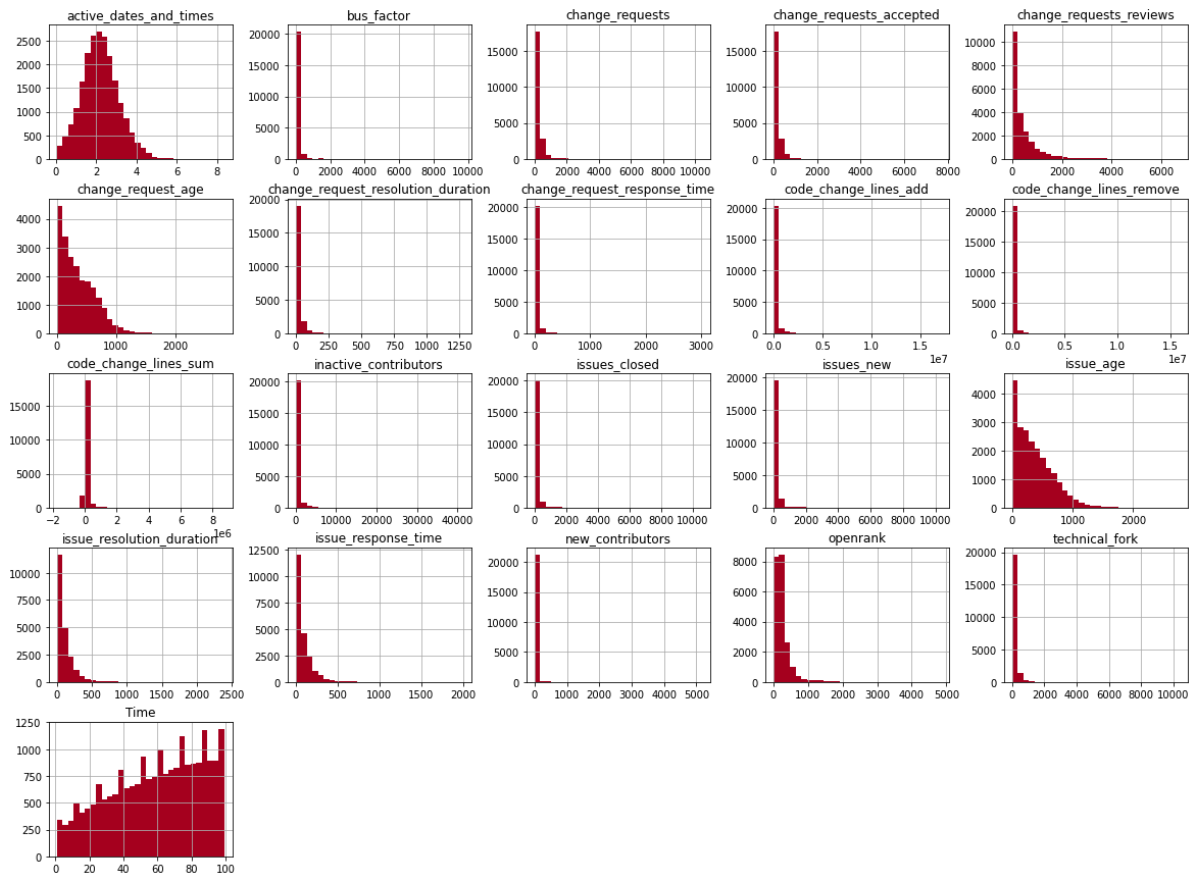 active_dates_and_times
2500
2000
1500
1000
500
0
0 2 4 6 8
bus_factor
20000
15000
10000
5000
0
0 2000 4000 6000 8000 10000
change_requests
15000
10000
5000
0
0 2000 4000 6000 8000 10000
change_requests_accepted
15000
10000
5000
0
0 2000 4000 6000 8000
change_requests_reviews
10000
8000
6000
4000
2000
0
0 2000 4000 6000
change_request_age
4000
3000
2000
1000
0
0 1000 2000
change_request_resolution_duration
20000
15000
10000
5000
0
0 250 500 750 1000 1250
change_request_response_time
20000
15000
10000
5000
0
0 1000 2000 3000
code_change_lines_add
20000
15000
10000
5000
0
0.0 0.5 1.0 1.5
1e7
code_change_lines_remove
20000
15000
10000
5000
0
0.0 0.5 1.0 1.5
1e7
code_change_lines_sum
15000
10000
5000
0
−2 0 2 4 6 8
1e6
inactive_contributors
20000
15000
10000
5000
0
0 10000 20000 30000 40000
issues_closed
20000
15000
10000
5000
0
0 2000 4000 6000 8000 10000
issues_new
20000
15000
10000
5000
0
0 2000 4000 6000 8000 10000
issue_age
4000
3000
2000
1000
0
0 1000 2000
issue_resolution_duration
10000
8000
6000
4000
2000
0
0 500 1000 1500 2000 2500
issue_response_time
12500
10000
7500
5000
2500
0
0 500 1000 1500 2000
new_contributors
20000
15000
10000
5000
0
0 1000 2000 3000 4000 5000
openrank
8000
6000
4000
2000
0
0 1000 2000 3000 4000 5000
technical_fork
20000
15000
10000
5000
0
0 2000 4000 6000 8000 10000
Time
1250
1000
750
500
250
0
0 20 40 60 80 100